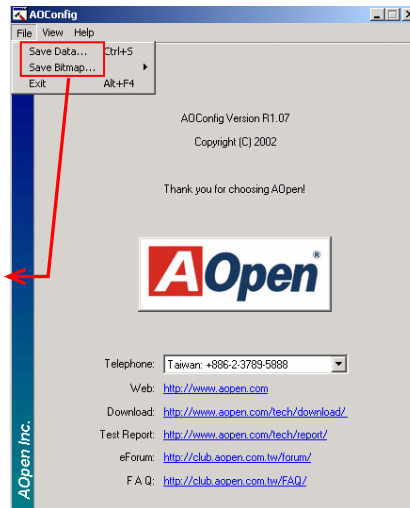 AOConfig
File View Help
Save Data... Ctrl+S
Save Bitmap...
Exit Alt+F4
AOConfig Version R1.07
Copyright (C) 2002
Thank you for choosing AOpen!
AOpen®
Telephone: Taiwan: +886-2-3789-5888
Web: http://www.aopen.com
Download: http://www.aopen.com/tech/download/
Test Report: http://www.aopen.com/tech/report/
eForum: http://club.aopen.com.tw/forum/
F A Q: http://club.aopen.com.tw/FAQ/
AOpen Inc.